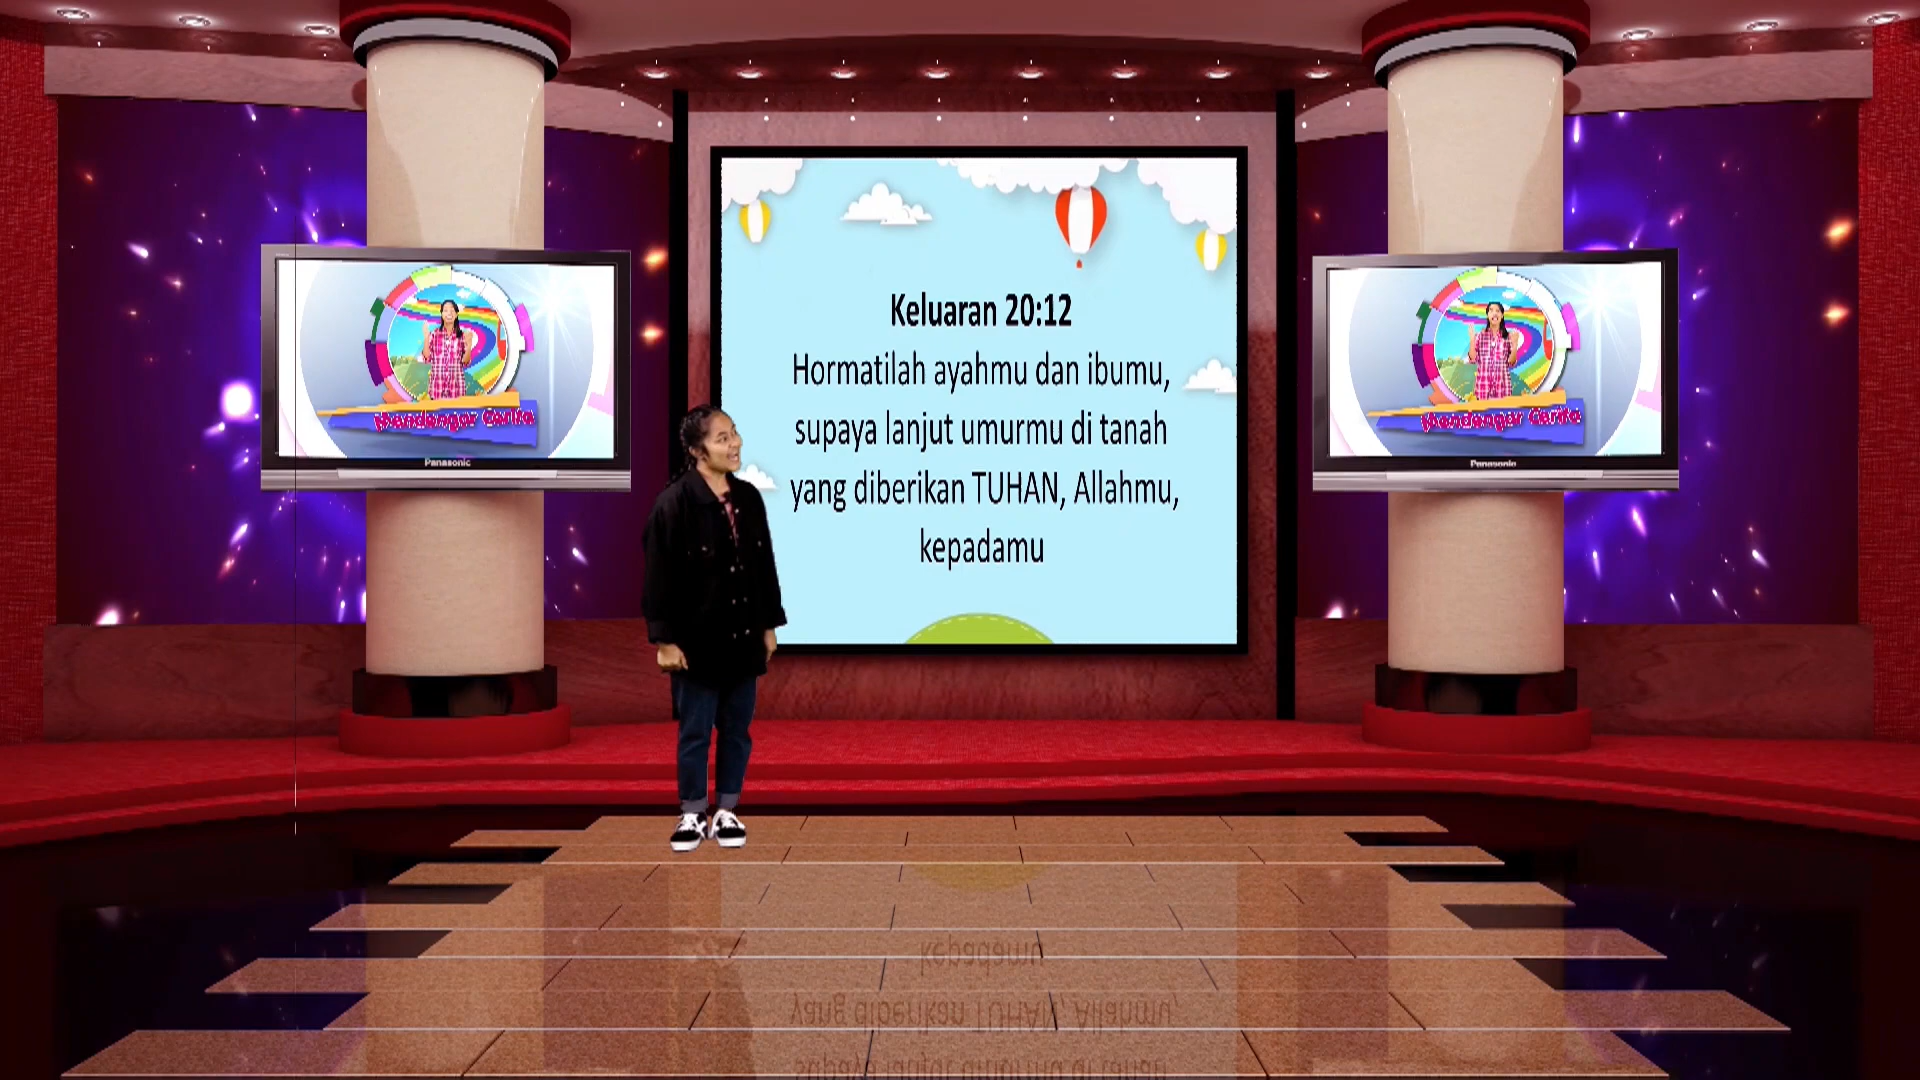 Keluaran 20:12
Hormatilah ayahmu dan ibumu,
supaya lanjut umurmu di tanah
yang diberikan TUHAN, Allahmu,
kepadamu
Mendengar Cerita
Panasonic
Mendengar Cerita
Panasonic